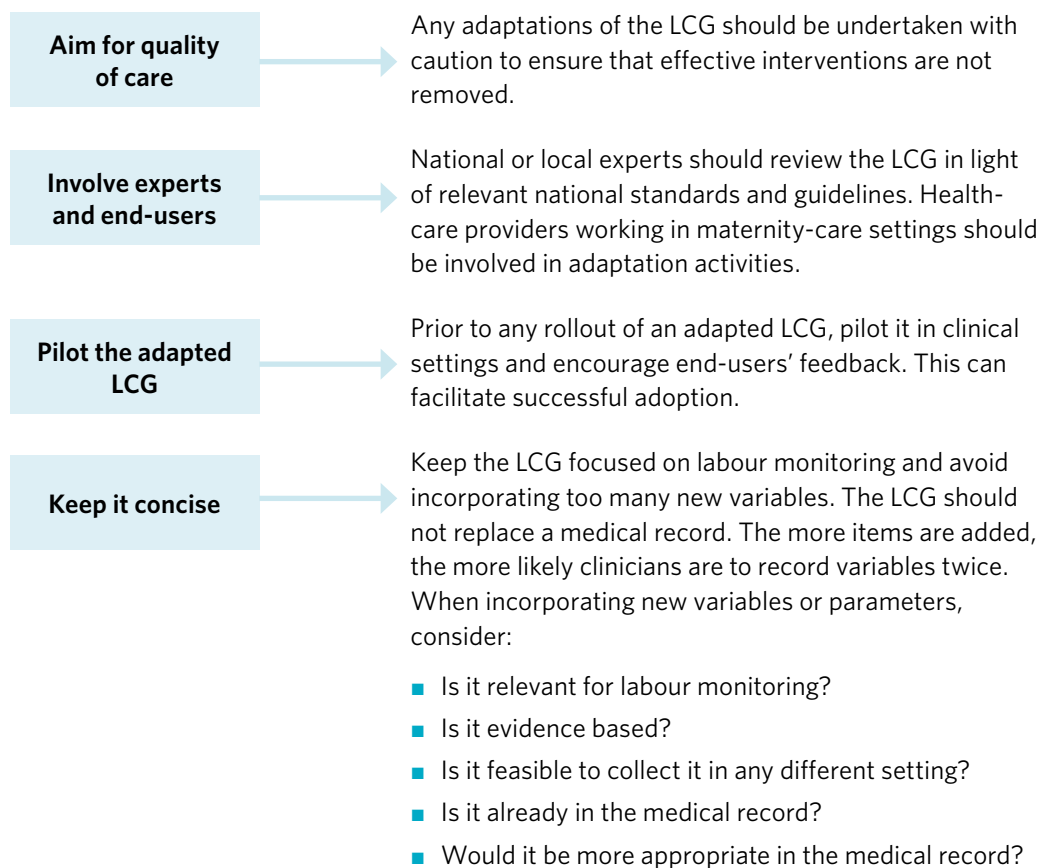 Aim for quality
of care
Any adaptations of the LCG should be undertaken with
caution to ensure that effective interventions are not
removed.
Involve experts
and end-users
National or local experts should review the LCG in light
of relevant national standards and guidelines. Health-
care providers working in maternity-care settings should
be involved in adaptation activities.
Pilot the adapted
LCG
Prior to any rollout of an adapted LCG, pilot it in clinical
settings and encourage end-users’ feedback. This can
facilitate successful adoption.
Keep it concise
Keep the LCG focused on labour monitoring and avoid
incorporating too many new variables. The LCG should
not replace a medical record. The more items are added,
the more likely clinicians are to record variables twice.
When incorporating new variables or parameters,
consider:
■ Is it relevant for labour monitoring?
■ Is it evidence based?
■ Is it feasible to collect it in any different setting?
■ Is it already in the medical record?
■ Would it be more appropriate in the medical record?